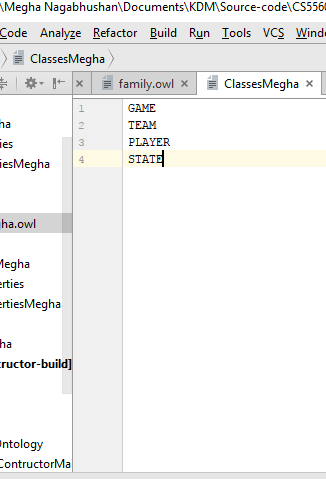 \Megha Nagabhushan\Documents\KDM\Source-code\CS5560
Code Analyze Refactor Build Run Tools VCS Windo
ClassesMegha
family.owl ClassesMegha
1 GAME
2 TEAM
3 PLAYER
4 STATE
ha
ies
iesMegha
ha.owl
Megha
erties
ertiesMegha
ha
ructor-build]
Ontology
ContructorMa